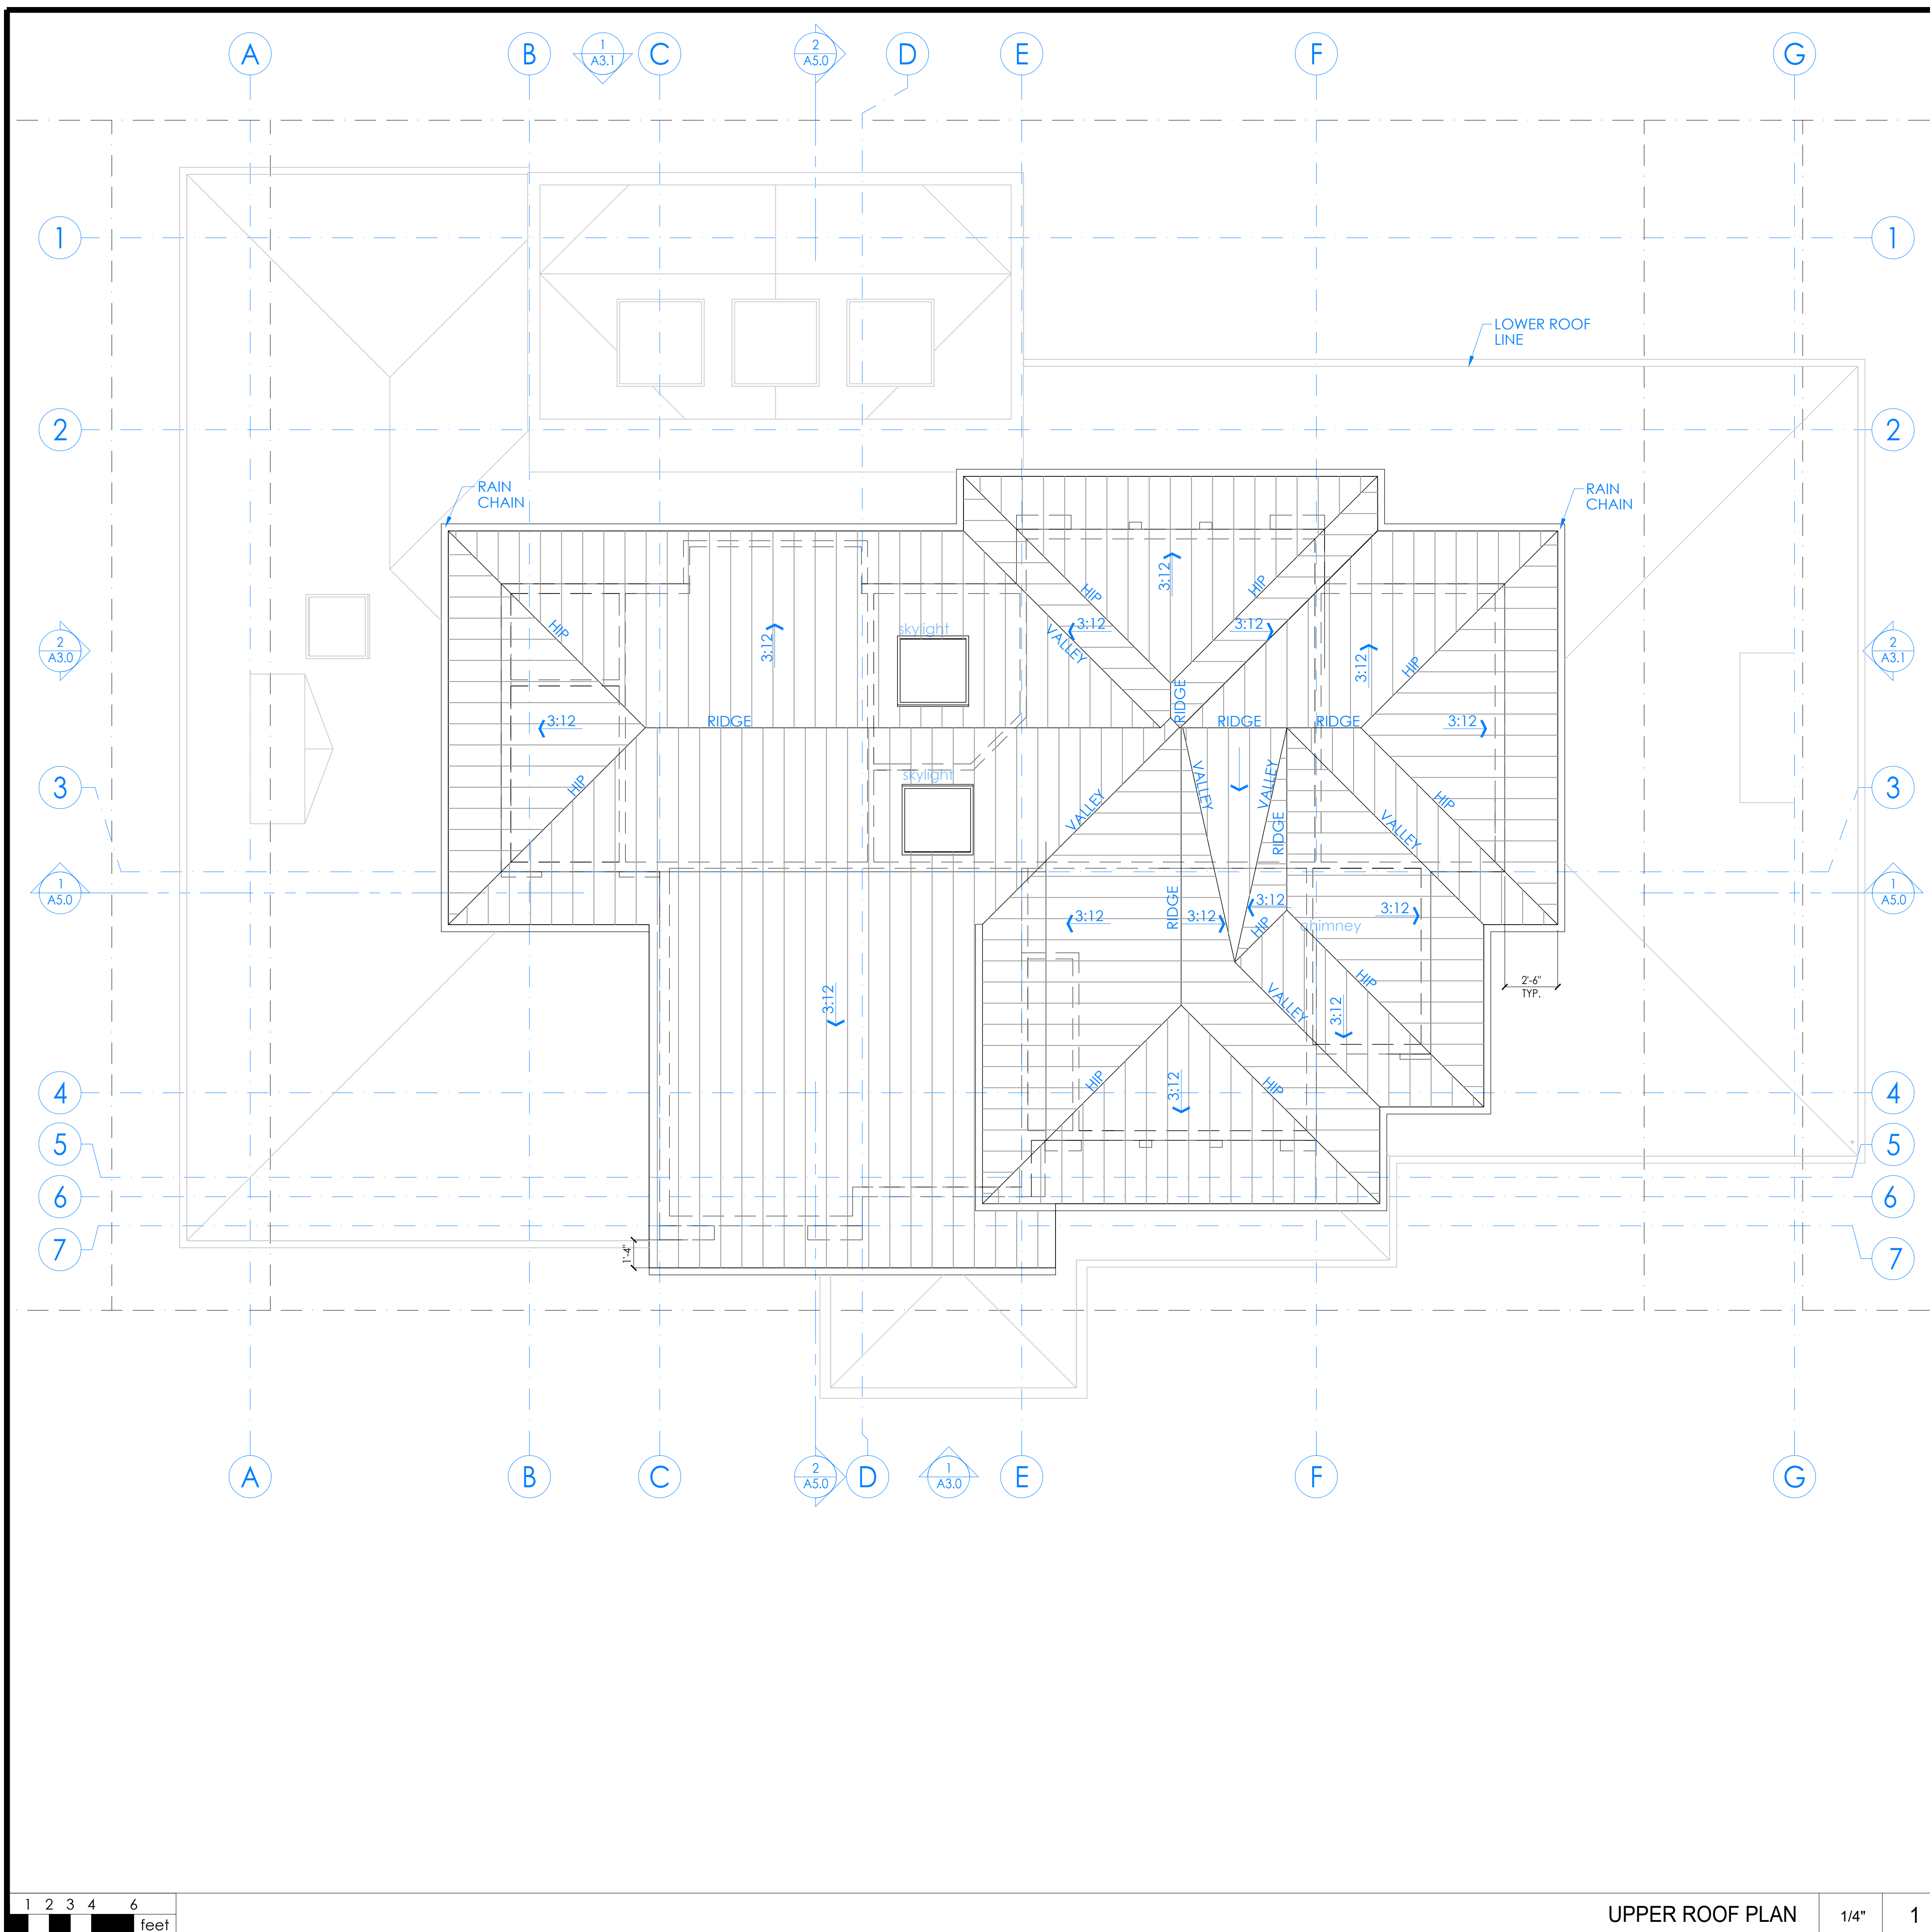 A
B
1
A3.1
C
2
A5.0
D
E
F
G
1
1
LOWER ROOF
LINE
2
2
RAIN
CHAIN
RAIN
CHAIN
HIP
3:12
HIP
HIP
skylight
3:12
VALLEY
3:12
2
A3.0
3:12
3:12
HIP
2
A3.1
3:12
RIDGE
RIDGE
RIDGE
RIDGE
3:12
HIP
skylight
VALLEY
VALLEY
VALLEY
3
HIP
3
RIDGE
VALLEY
1
A5.0
3:12
RIDGE
3:12
3:12
HIP
3:12
chimney
1
A5.0
3:12
VALLEY
3:12
HIP
2'-6"
TYP.
4
HIP
3:12
HIP
4
5
5
6
6
7
1'-4"
7
A
B
C
2
A5.0
D
1
A3.0
E
F
G
1 2 3 4 6
feet
UPPER ROOF PLAN
1/4"
1